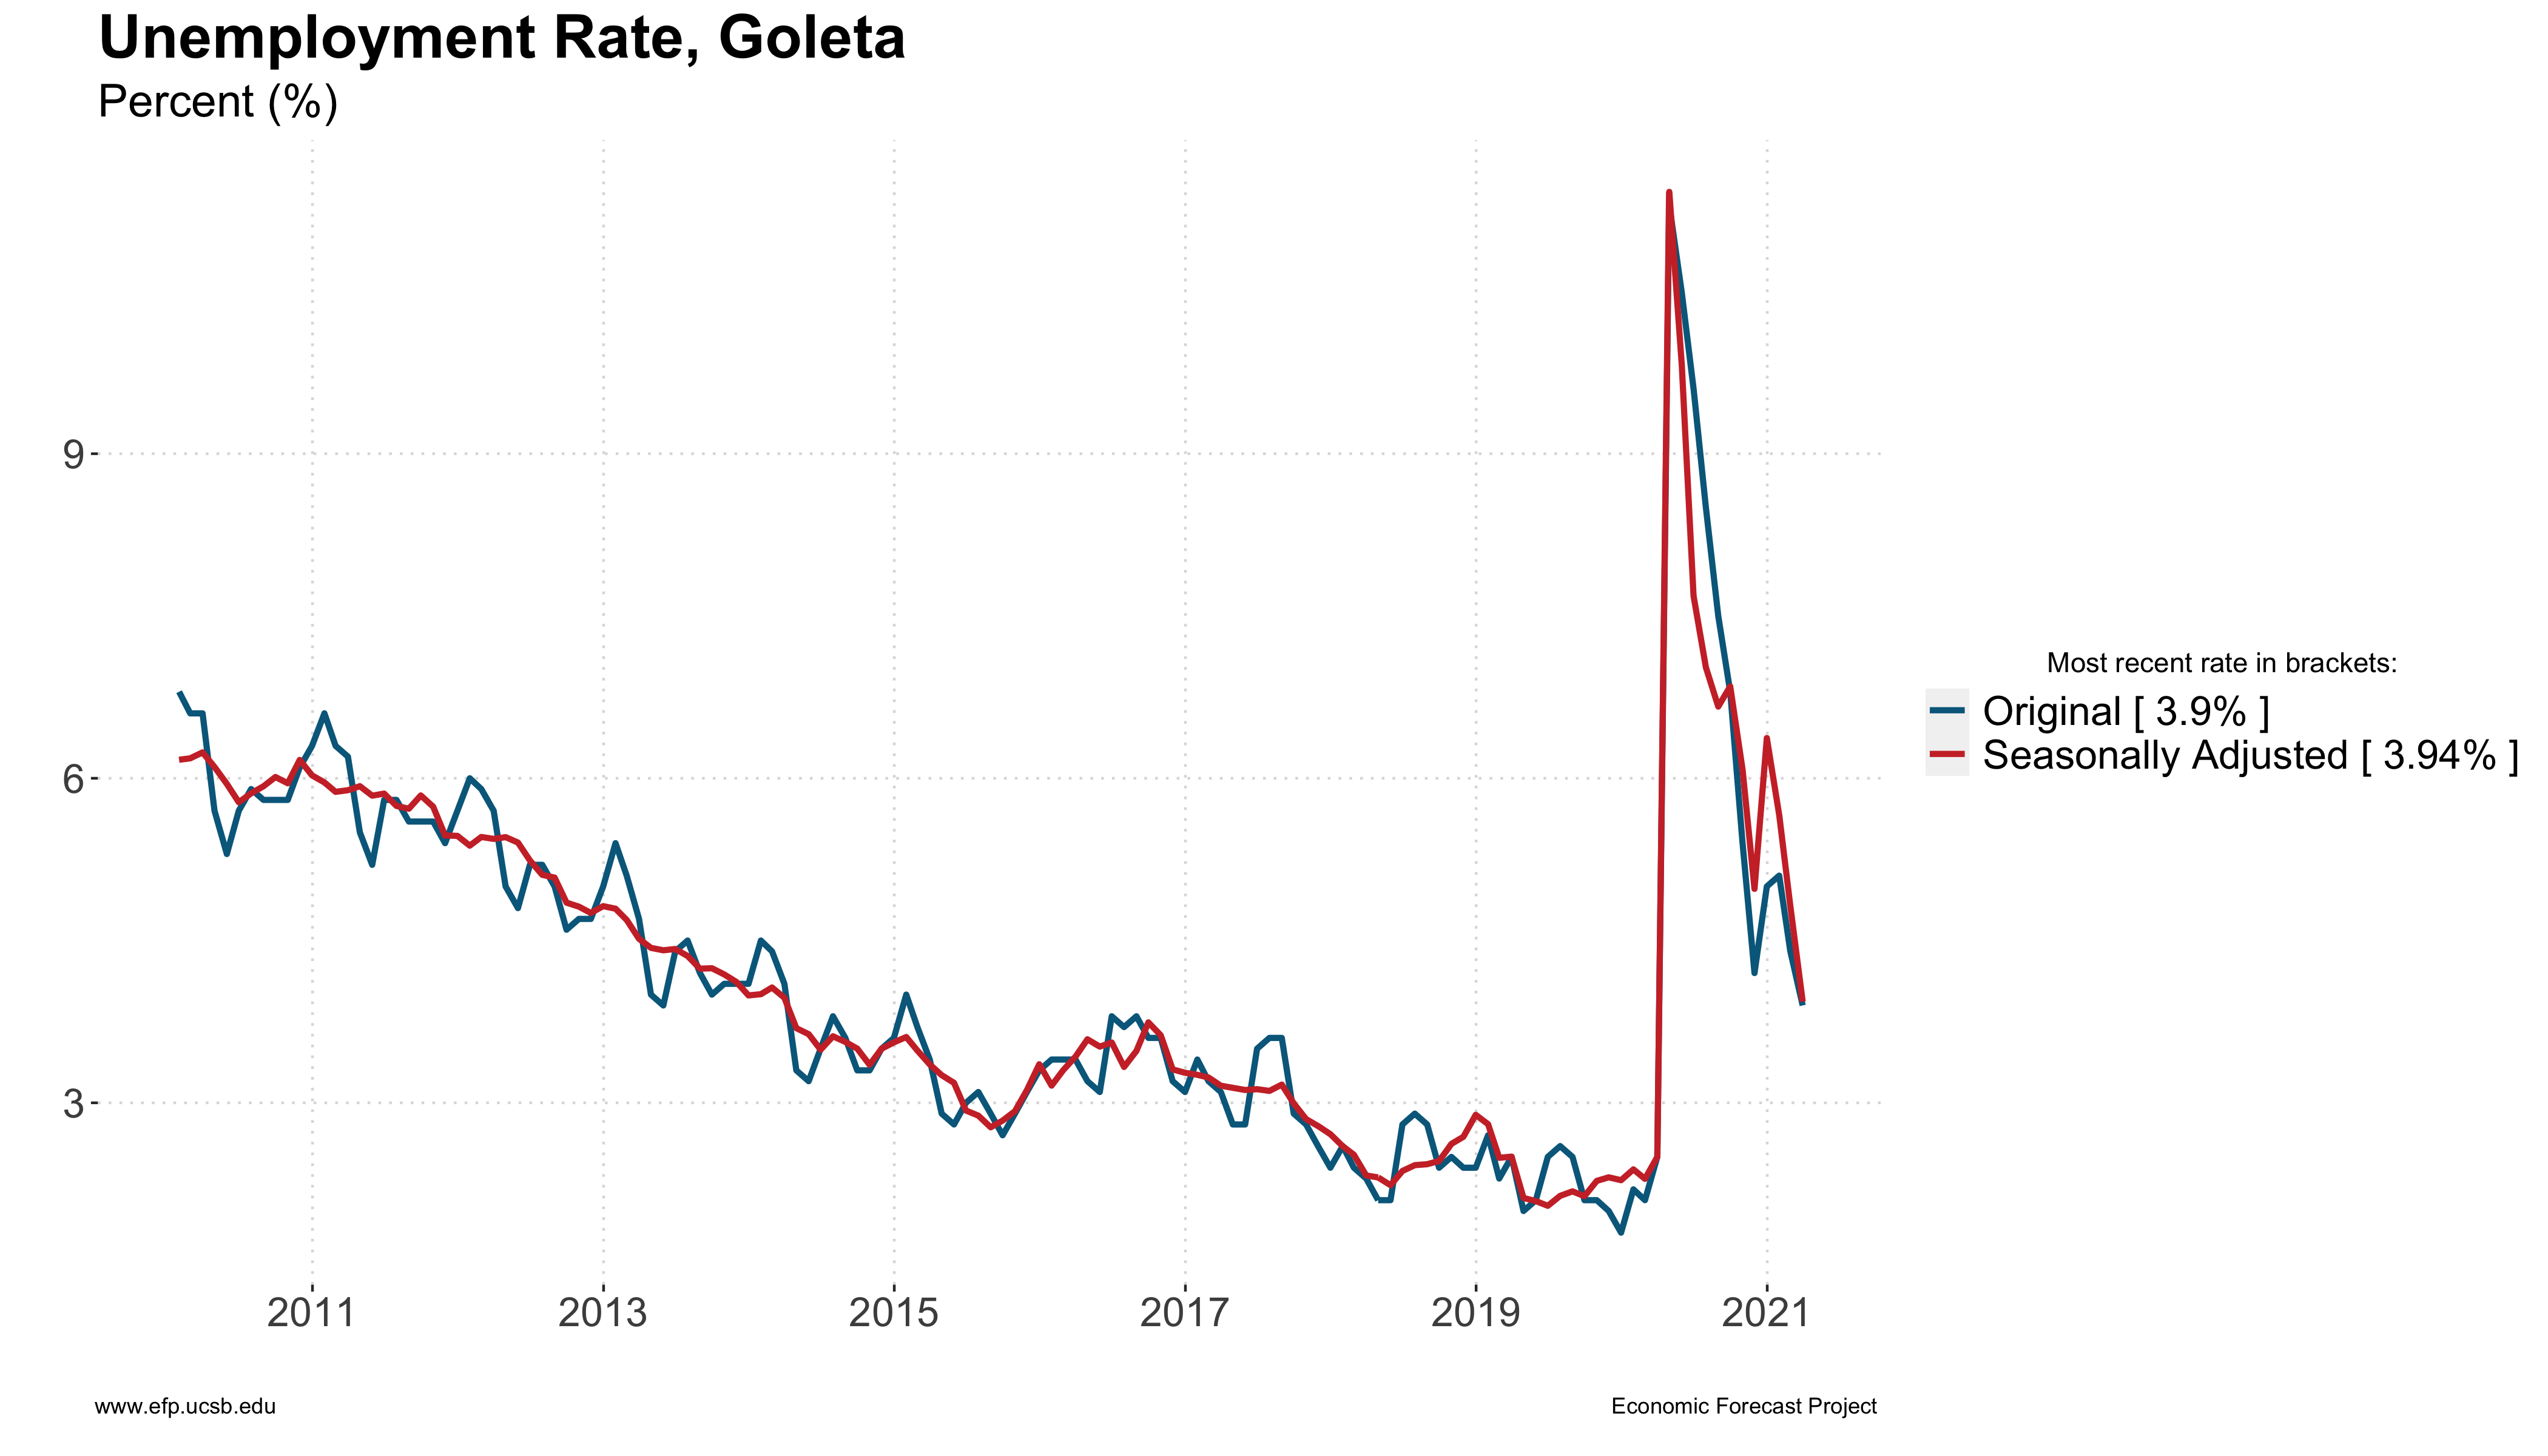 Unemployment Rate, Goleta
Percent (%)
9
6
3
2011
2013
2015
2017
2019
2021
Most recent rate in brackets:
Original [ 3.9% ]
Seasonally Adjusted [ 3.94% ]
www.efp.ucsb.edu
Economic Forecast Project